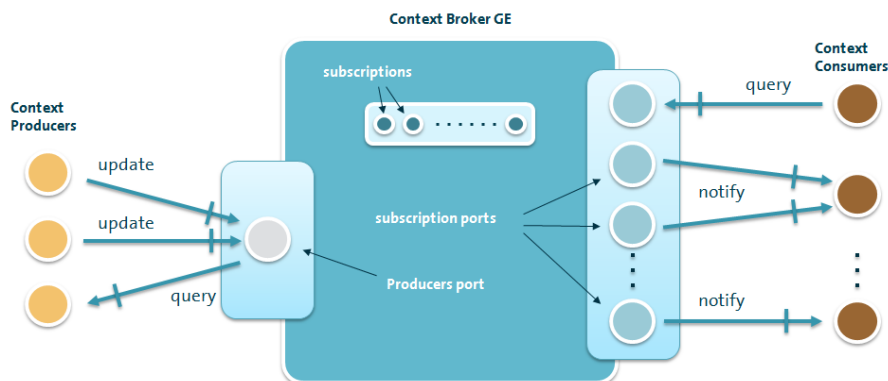 Context Broker GE
subscriptions
Context
Consumers
query
Context
Producers
update
notify
update
subscription ports
Producers port
query
notify